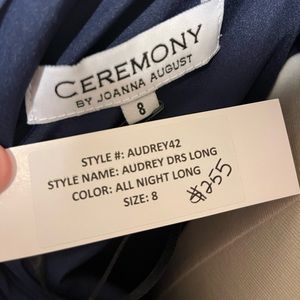 CEREMONY
BY JOANNA AUGUST
8
STYLE #: AUDREY42
STYLE NAME: AUDREY DRS LONG
COLOR: ALL NIGHT LONG
SIZE: 8
$255